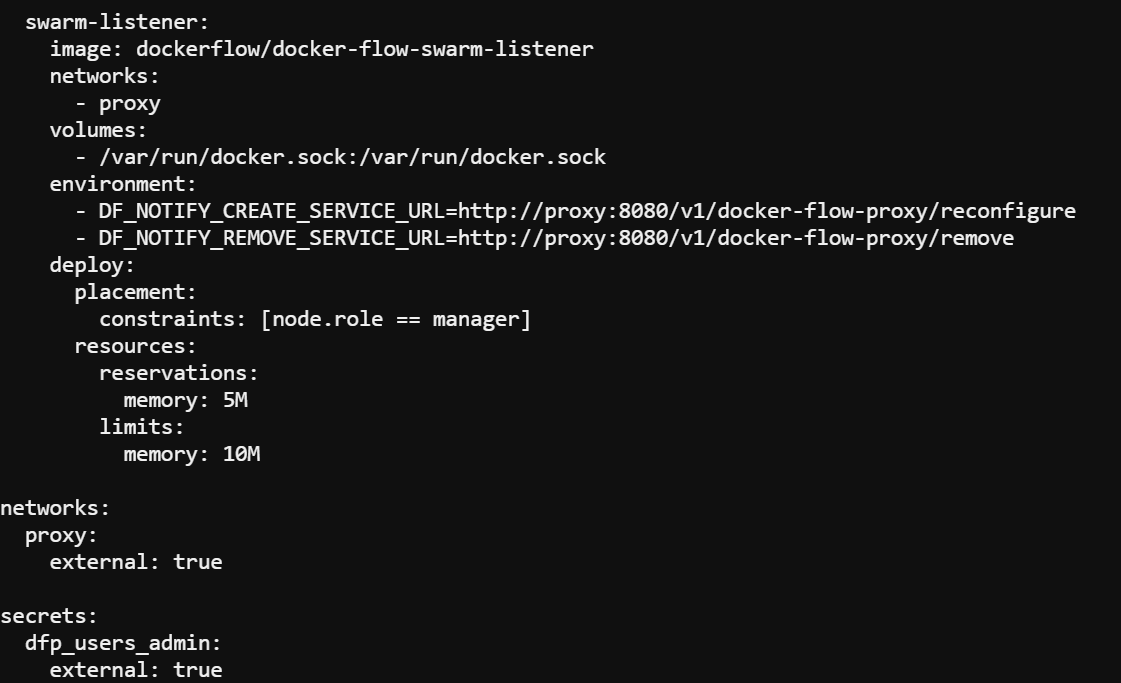 swarm-listener:
    image: dockerflow/docker-flow-swarm-listener
    networks:
      - proxy
    volumes:
      - /var/run/docker.sock:/var/run/docker.sock
    environment:
      - DF_NOTIFY_CREATE_SERVICE_URL=http://proxy:8080/v1/docker-flow-proxy/reconfigure
      - DF_NOTIFY_REMOVE_SERVICE_URL=http://proxy:8080/v1/docker-flow-proxy/remove
    deploy:
      placement:
        constraints: [node.role == manager]
      resources:
        reservations:
          memory: 5M
        limits:
          memory: 10M

networks:
  proxy:
    external: true

secrets:
  dfp_users_admin:
    external: true